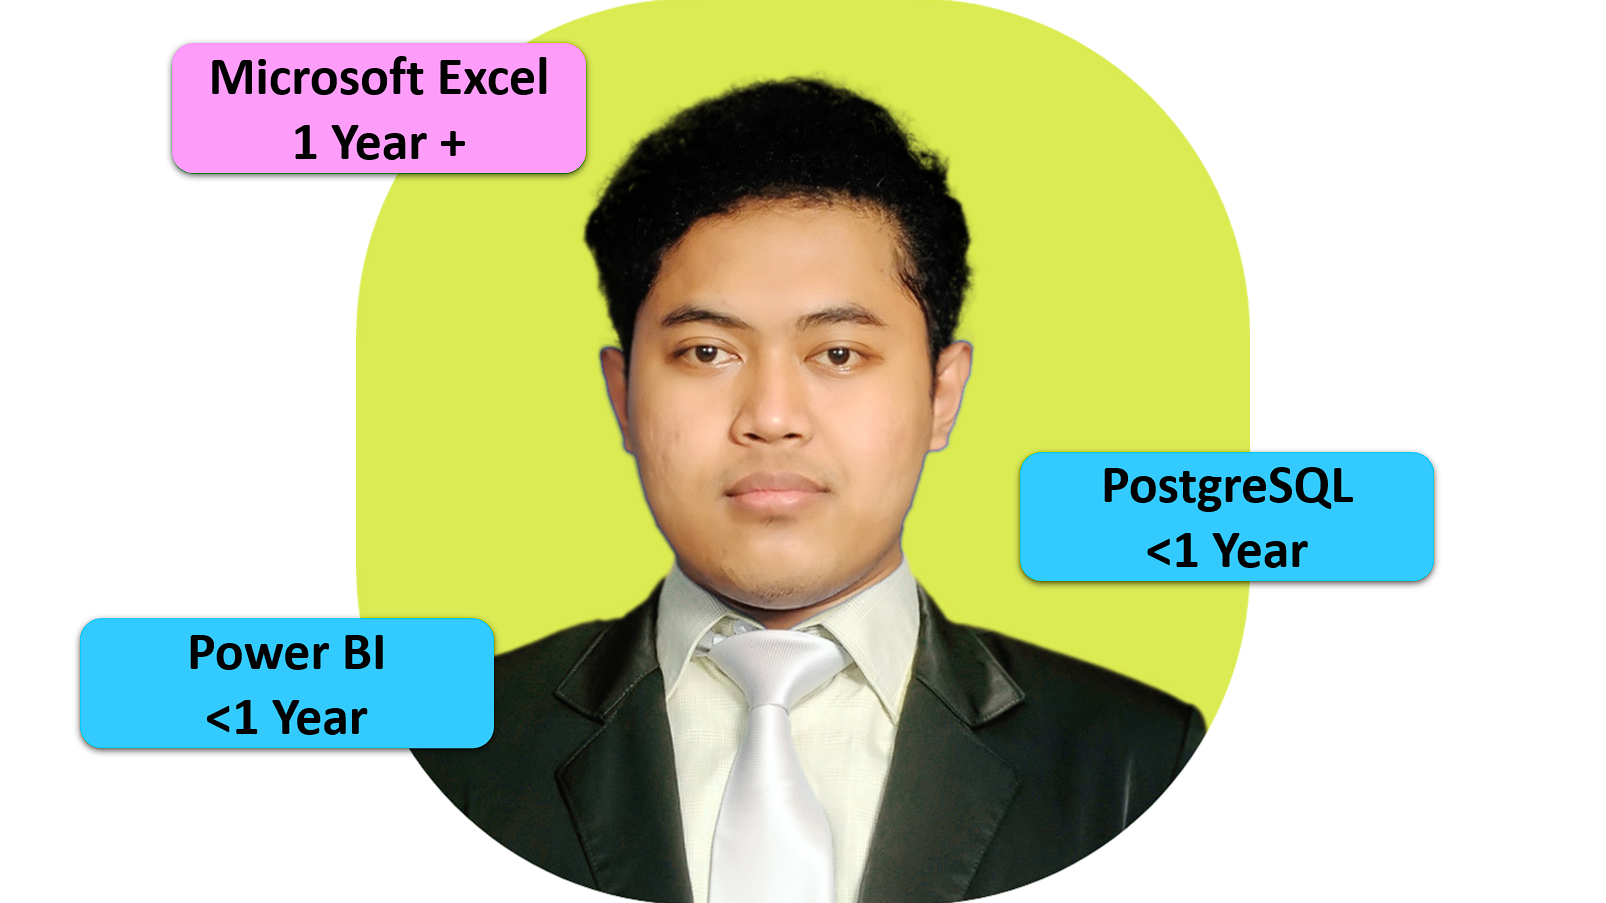 Microsoft Excel
1 Year +
PostgreSQL
<1 Year
Power BI
<1 Year